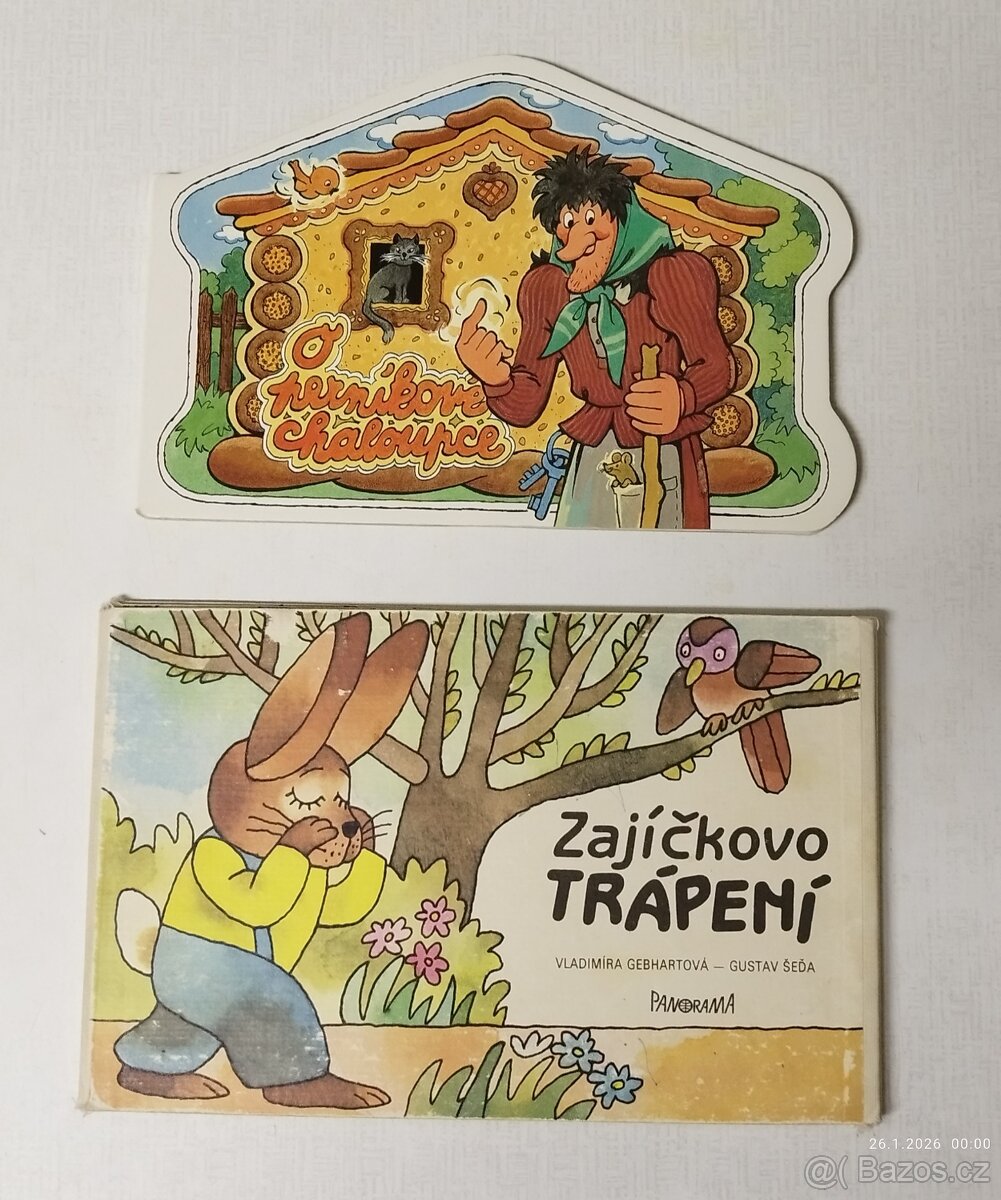 O
perníkové
chaloupce
Zajíčkovo
TRÁPENÍ
VLADIMÍRA GEBHARTOVÁ – GUSTAV ŠEĎA
PANORAMA
26.1.2026 00:00
@( Bazos.cz